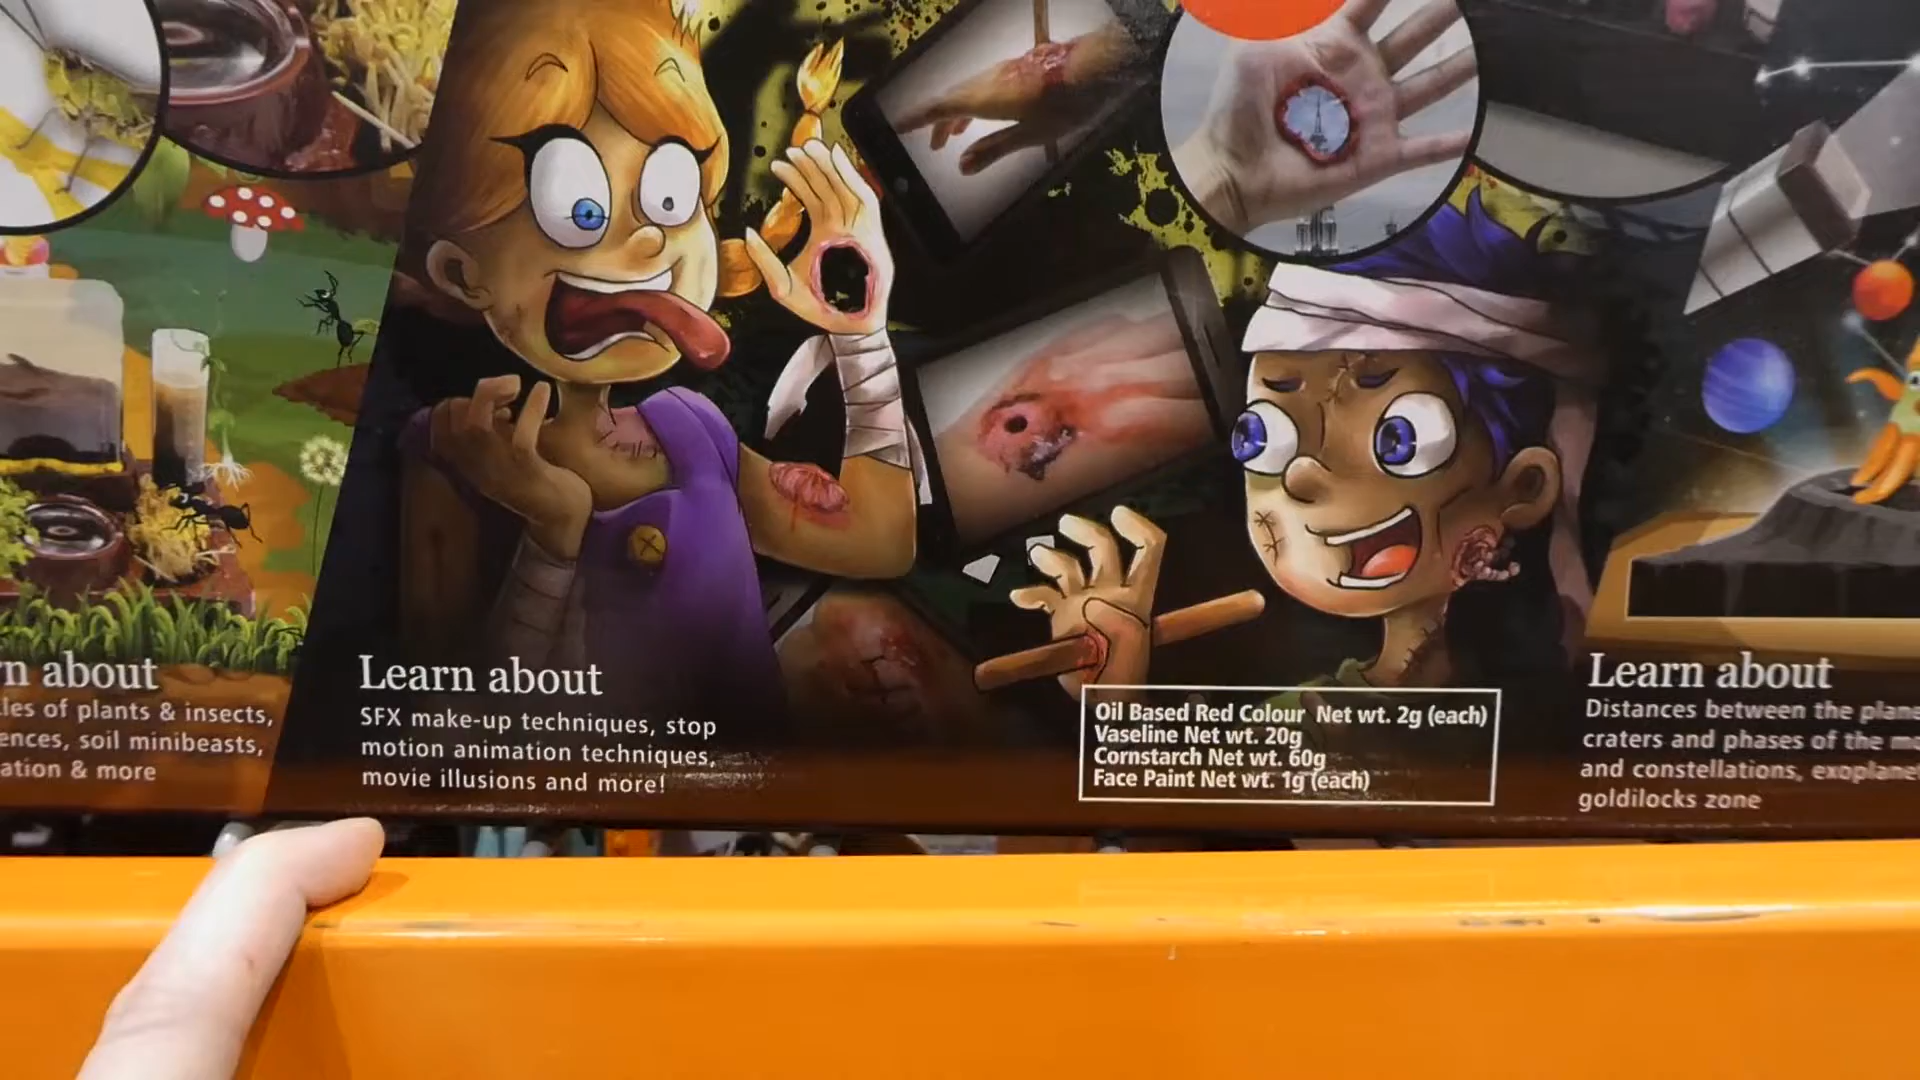 n about
les of plants & insects,
ences, soil minibeasts,
ation & more
Learn about
SFX make-up techniques, stop
motion animation techniques,
movie illusions and more!
Oil Based Red Colour Net wt. 2g (each)
Vaseline Net wt. 20g
Cornstarch Net wt. 60g
Face Paint Net wt. 1g (each)
Learn about
Distances between the plane
craters and phases of the mo
and constellations, exoplane
goldilocks zone